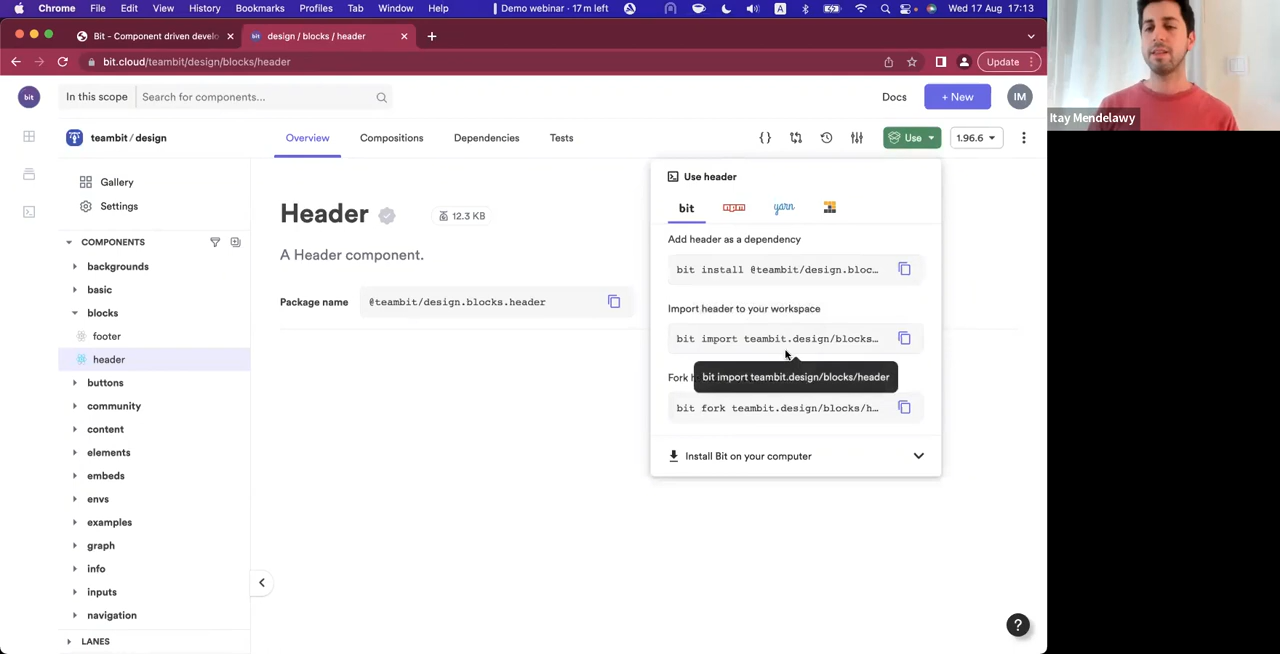 Chrome File Edit View History Bookmarks Profiles Tab Window Help
Demo webinar · 17 m left
A
Wed 17 Aug 17:13
Bit - Component driven develo
bit design / blocks / header
bit.cloud/teambit/design/blocks/header
Update
bit
In this scope
Search for components...
Docs
+ New
IM
Itay Mendelawy
teambit / design
Overview
Compositions
Dependencies
Tests
Use
1.96.6
Gallery
Settings
COMPONENTS
backgrounds
basic
blocks
footer
header
buttons
community
content
elements
embeds
envs
examples
graph
info
inputs
navigation
LANES
Header
12.3 KB
A Header component.
Package name
@teambit/design.blocks.header
Use header
bit
npm
yarn
Add header as a dependency
bit install @teambit/design.bloc...
Import header to your workspace
bit import teambit.design/blocks...
bit import teambit.design/blocks/header
Fork h
bit fork teambit.design/blocks/h...
Install Bit on your computer
?